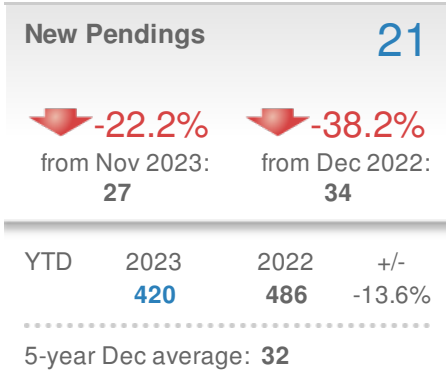 New Pendings 21
-22.2% -38.2%
from Nov 2023: from Dec 2022:
27 34
YTD 2023 2022 +/-
420 486 -13.6%
5-year Dec average: 32